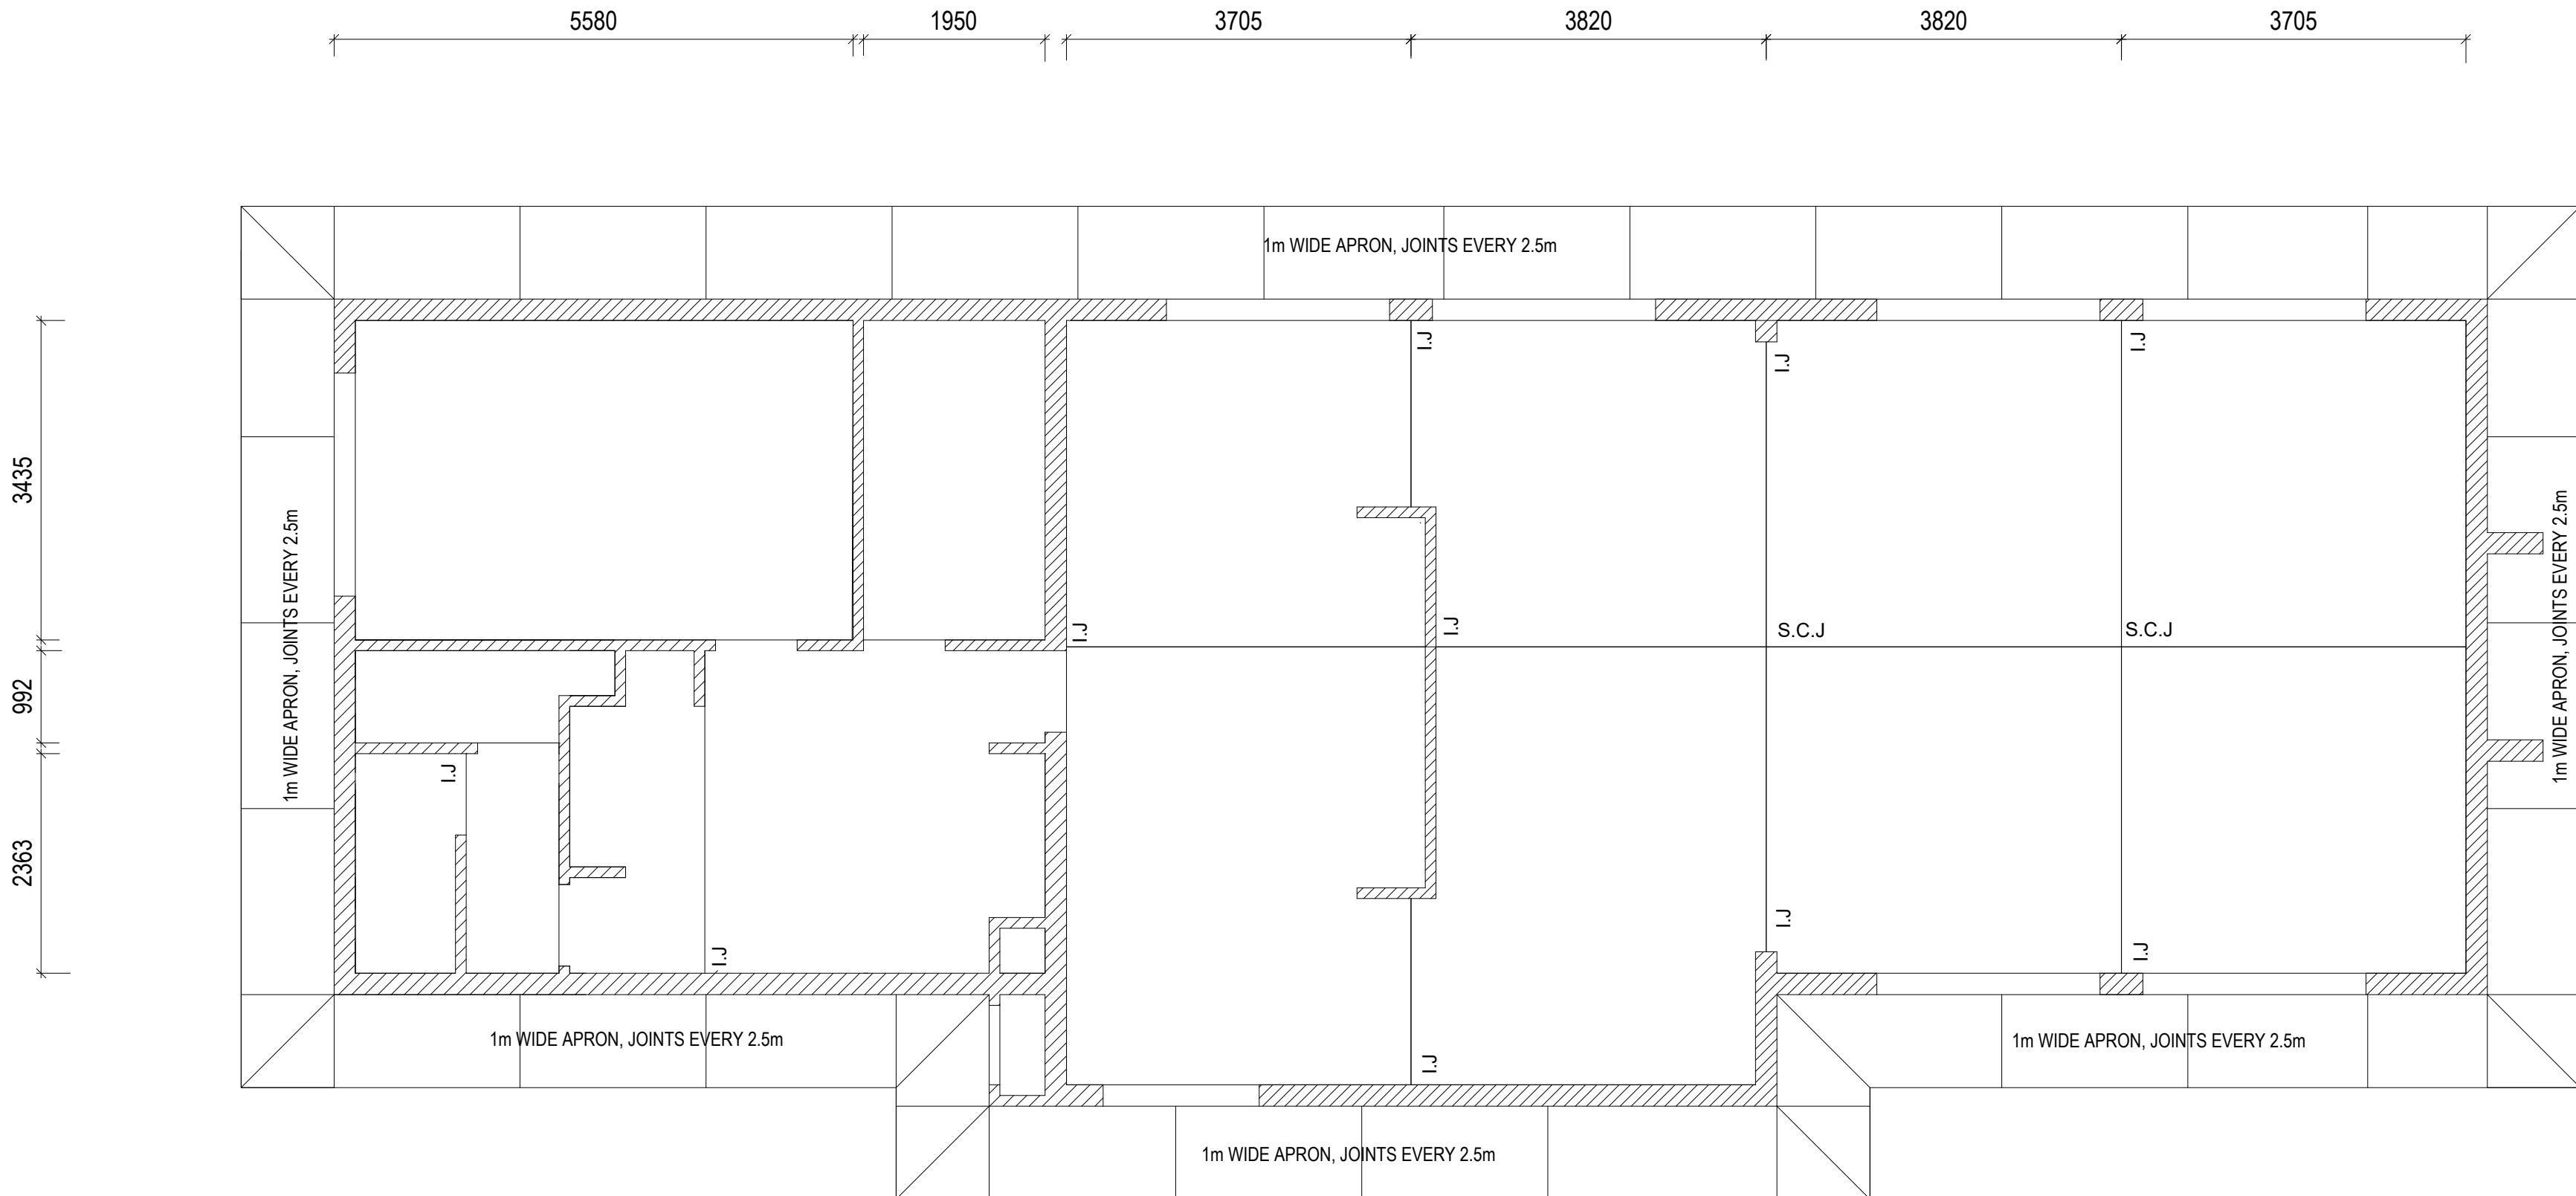 5580
1950
3705
3820
3820
3705
1m WIDE APRON, JOINTS EVERY 2.5m
I.J
I.J
I.J
3435
1m WIDE APRON, JOINTS EVERY 2.5m
1m WIDE APRON, JOINTS EVERY 2.5m
I.J
I.J
S.C.J
S.C.J
992
I.J
2363
I.J
I.J
I.J
1m WIDE APRON, JOINTS EVERY 2.5m
I.J
1m WIDE APRON, JOINTS EVERY 2.5m
1m WIDE APRON, JOINTS EVERY 2.5m